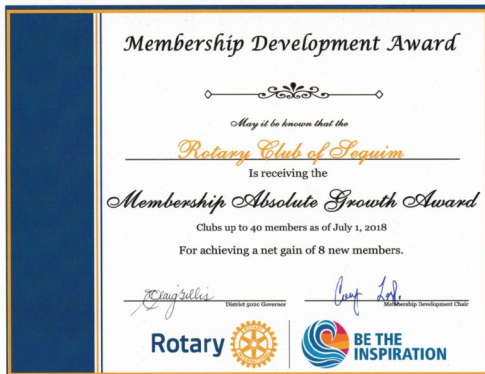 Membership Development Award
May it be known that the
Rotary Club of Sequim
Is receiving the
Membership Absolute Growth Award
Clubs up to 40 members as of July 1, 2018
For achieving a net gain of 8 new members.
Craig Gillis
District 5020 Governor
Membership Development Chair
Rotary
BE THE
INSPIRATION